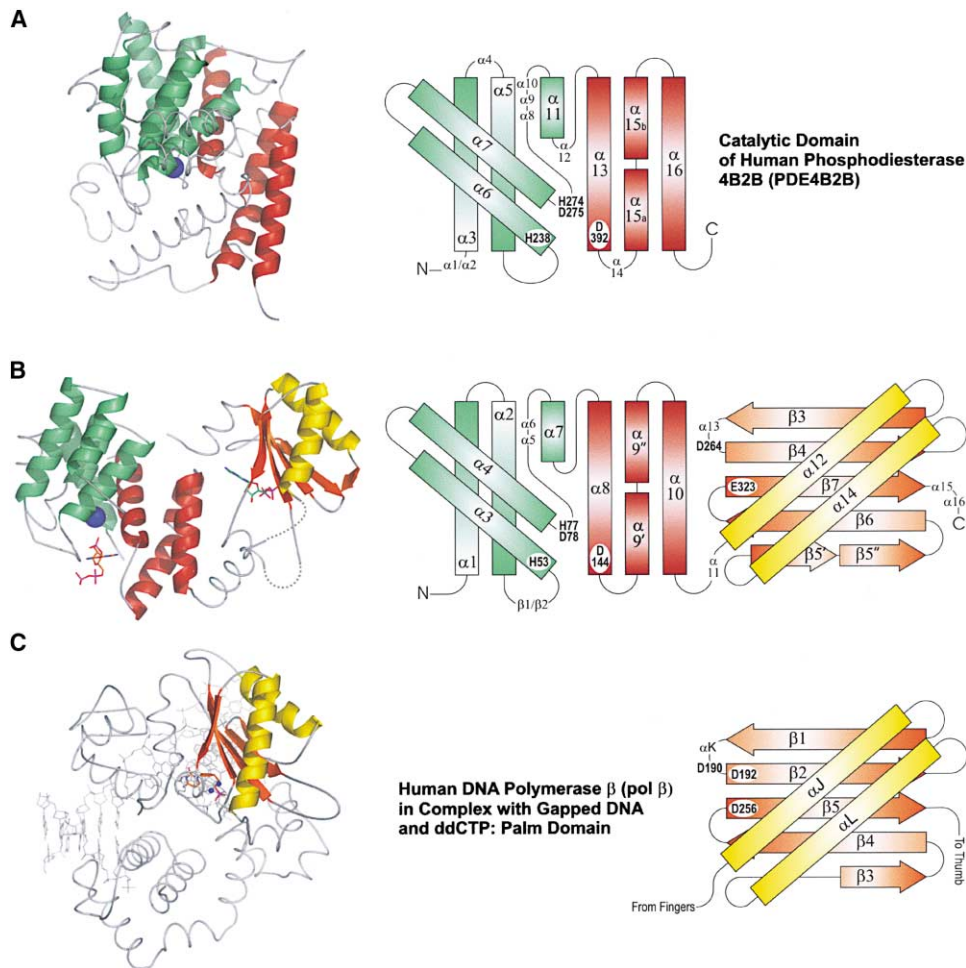 A
α4
α10
α9
α8
α5
α
11
α
12
α7
α6
α
13
α
15b
α
15a
α
16
H274
D275
H238
D
392
α3
α1/α2
N
α
14
C
Catalytic Domain
of Human Phosphodiesterase
4B2B (PDE4B2B)
B
α2
α6
α5
α7
α4
α3
α8
α
9"
α
9'
α
10
H77
D78
H53
D
144
α1
N
β1/β2
α
11
β3
α13
D264
β4
α12
E323
β7
α14
α15
α16
C
β6
β5'
β5"
C
Human DNA Polymerase β (pol β)
in Complex with Gapped DNA
and ddCTP: Palm Domain
β1
αK
D190
D192
β2
αJ
D256
β5
αL
β4
β3
To Thumb
From Fingers